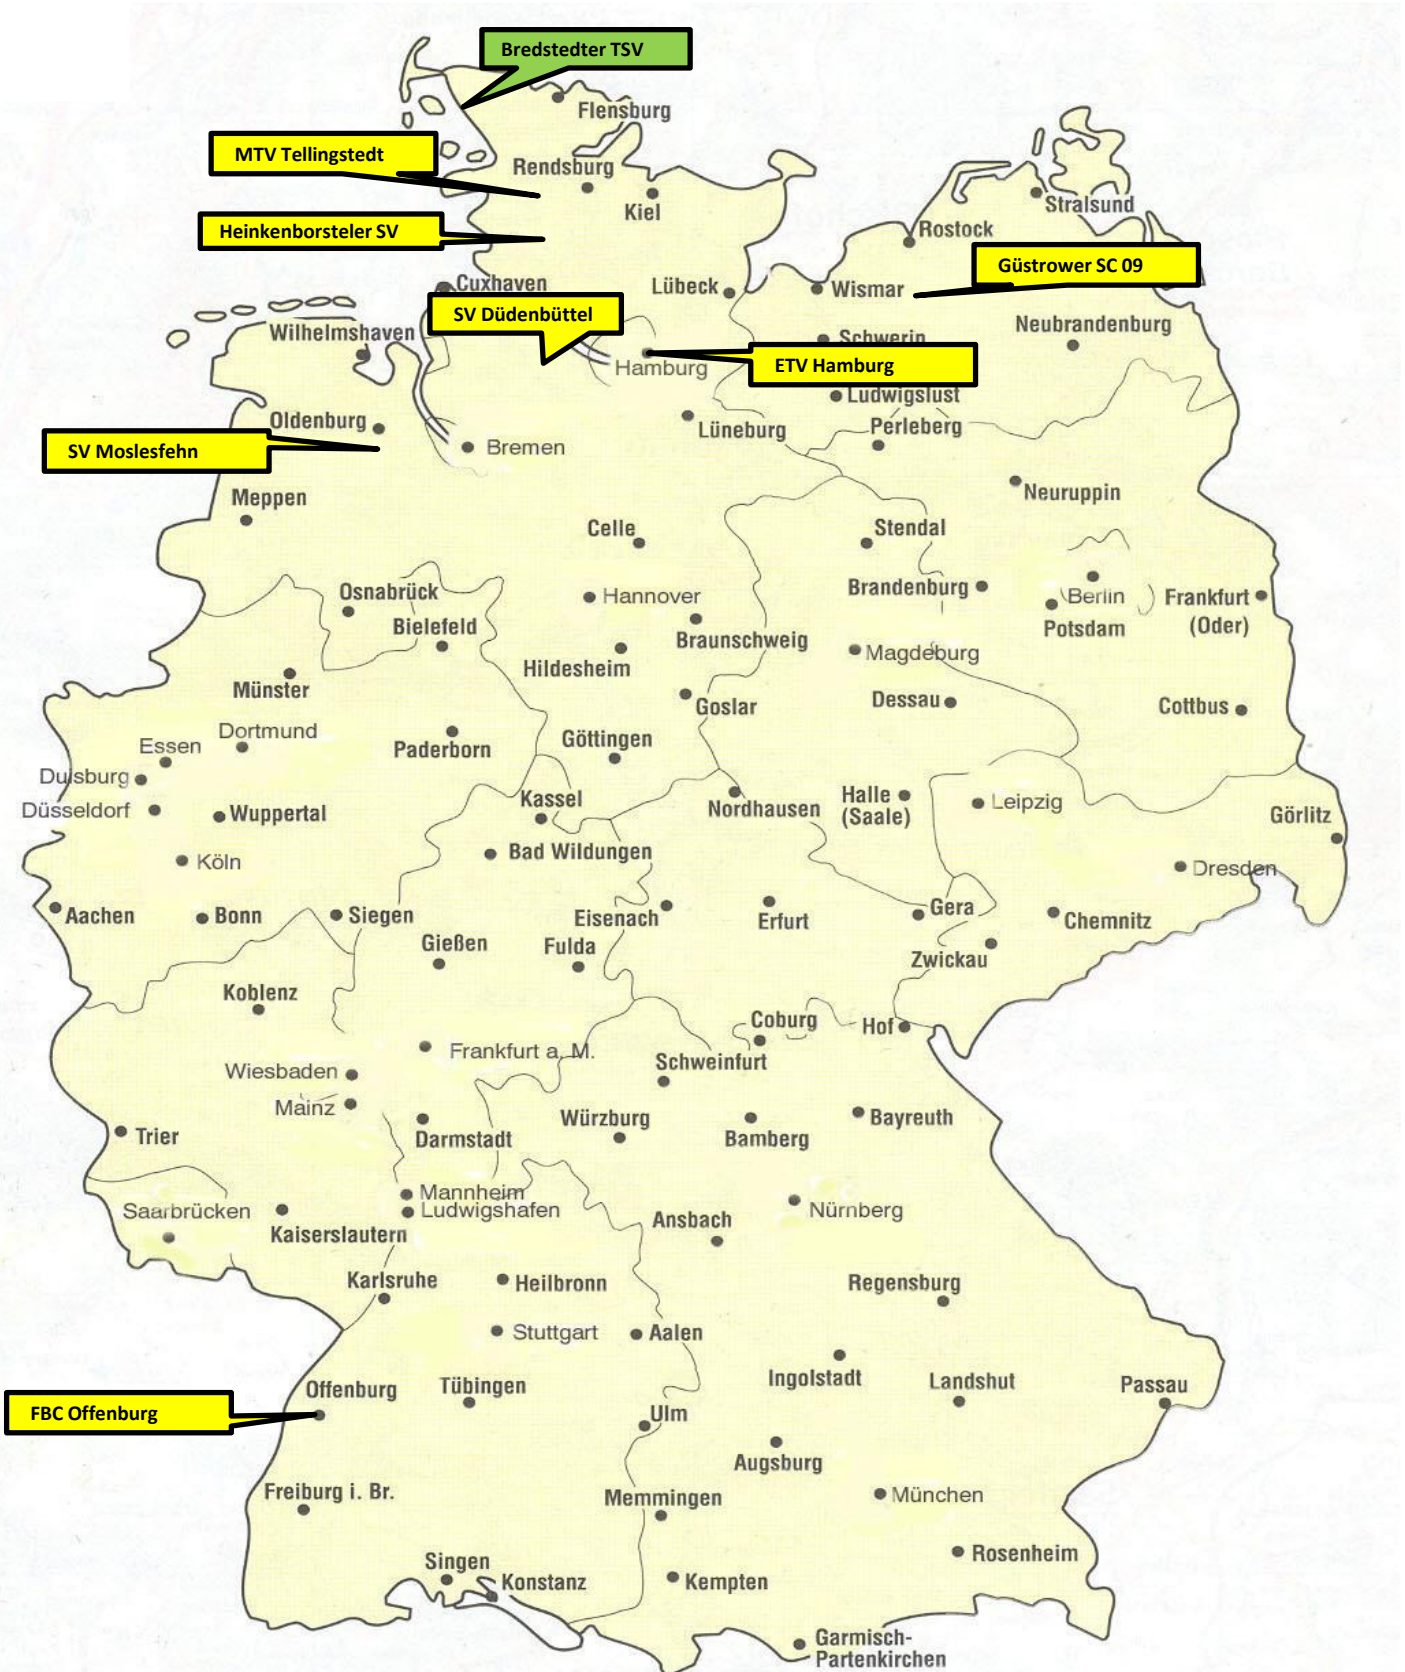 Bredstedter TSV
Flensburg
MTV Tellingstedt
Rendsburg
Kiel
Stralsund
Heinkenborsteler SV
Rostock
Güstrower SC 09
Cuxhaven
Lübeck
Wismar
SV Düdenbüttel
Wilhelmshaven
Schwerin
Neubrandenburg
Hamburg
ETV Hamburg
Ludwigslust
Oldenburg
Lüneburg
Perleberg
SV Moslesfehn
Bremen
Meppen
Neuruppin
Celle
Stendal
Osnabrück
Hannover
Brandenburg
Berlin
Frankfurt
(Oder)
Bielefeld
Braunschweig
Potsdam
Hildesheim
Magdeburg
Münster
Goslar
Dessau
Cottbus
Dortmund
Essen
Paderborn
Göttingen
Duisburg
Düsseldorf
Wuppertal
Kassel
Nordhausen
Halle
(Saale)
Leipzig
Görlitz
Köln
Bad Wildungen
Dresden
Aachen
Bonn
Siegen
Eisenach
Erfurt
Gera
Chemnitz
Gießen
Fulda
Zwickau
Koblenz
Coburg
Hof
Frankfurt a. M.
Schweinfurt
Wiesbaden
Mainz
Trier
Darmstadt
Würzburg
Bamberg
Bayreuth
Mannheim
Ludwigshafen
Saarbrücken
Kaiserslautern
Ansbach
Nürnberg
Karlsruhe
Heilbronn
Regensburg
Stuttgart
Aalen
Offenburg
Tübingen
Ingolstadt
Landshut
Passau
FBC Offenburg
Ulm
Augsburg
Freiburg i. Br.
Memmingen
München
Singen
Konstanz
Kempten
Rosenheim
Garmisch-
Partenkirchen